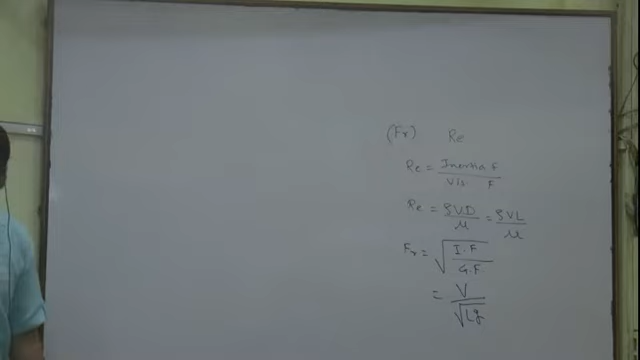 (Fr) Re
Re = Inertia F / Vis. F
Re = ρVD / μ = ρVL / μ
Fr = √(I.F / G.F)
= V / √Lg